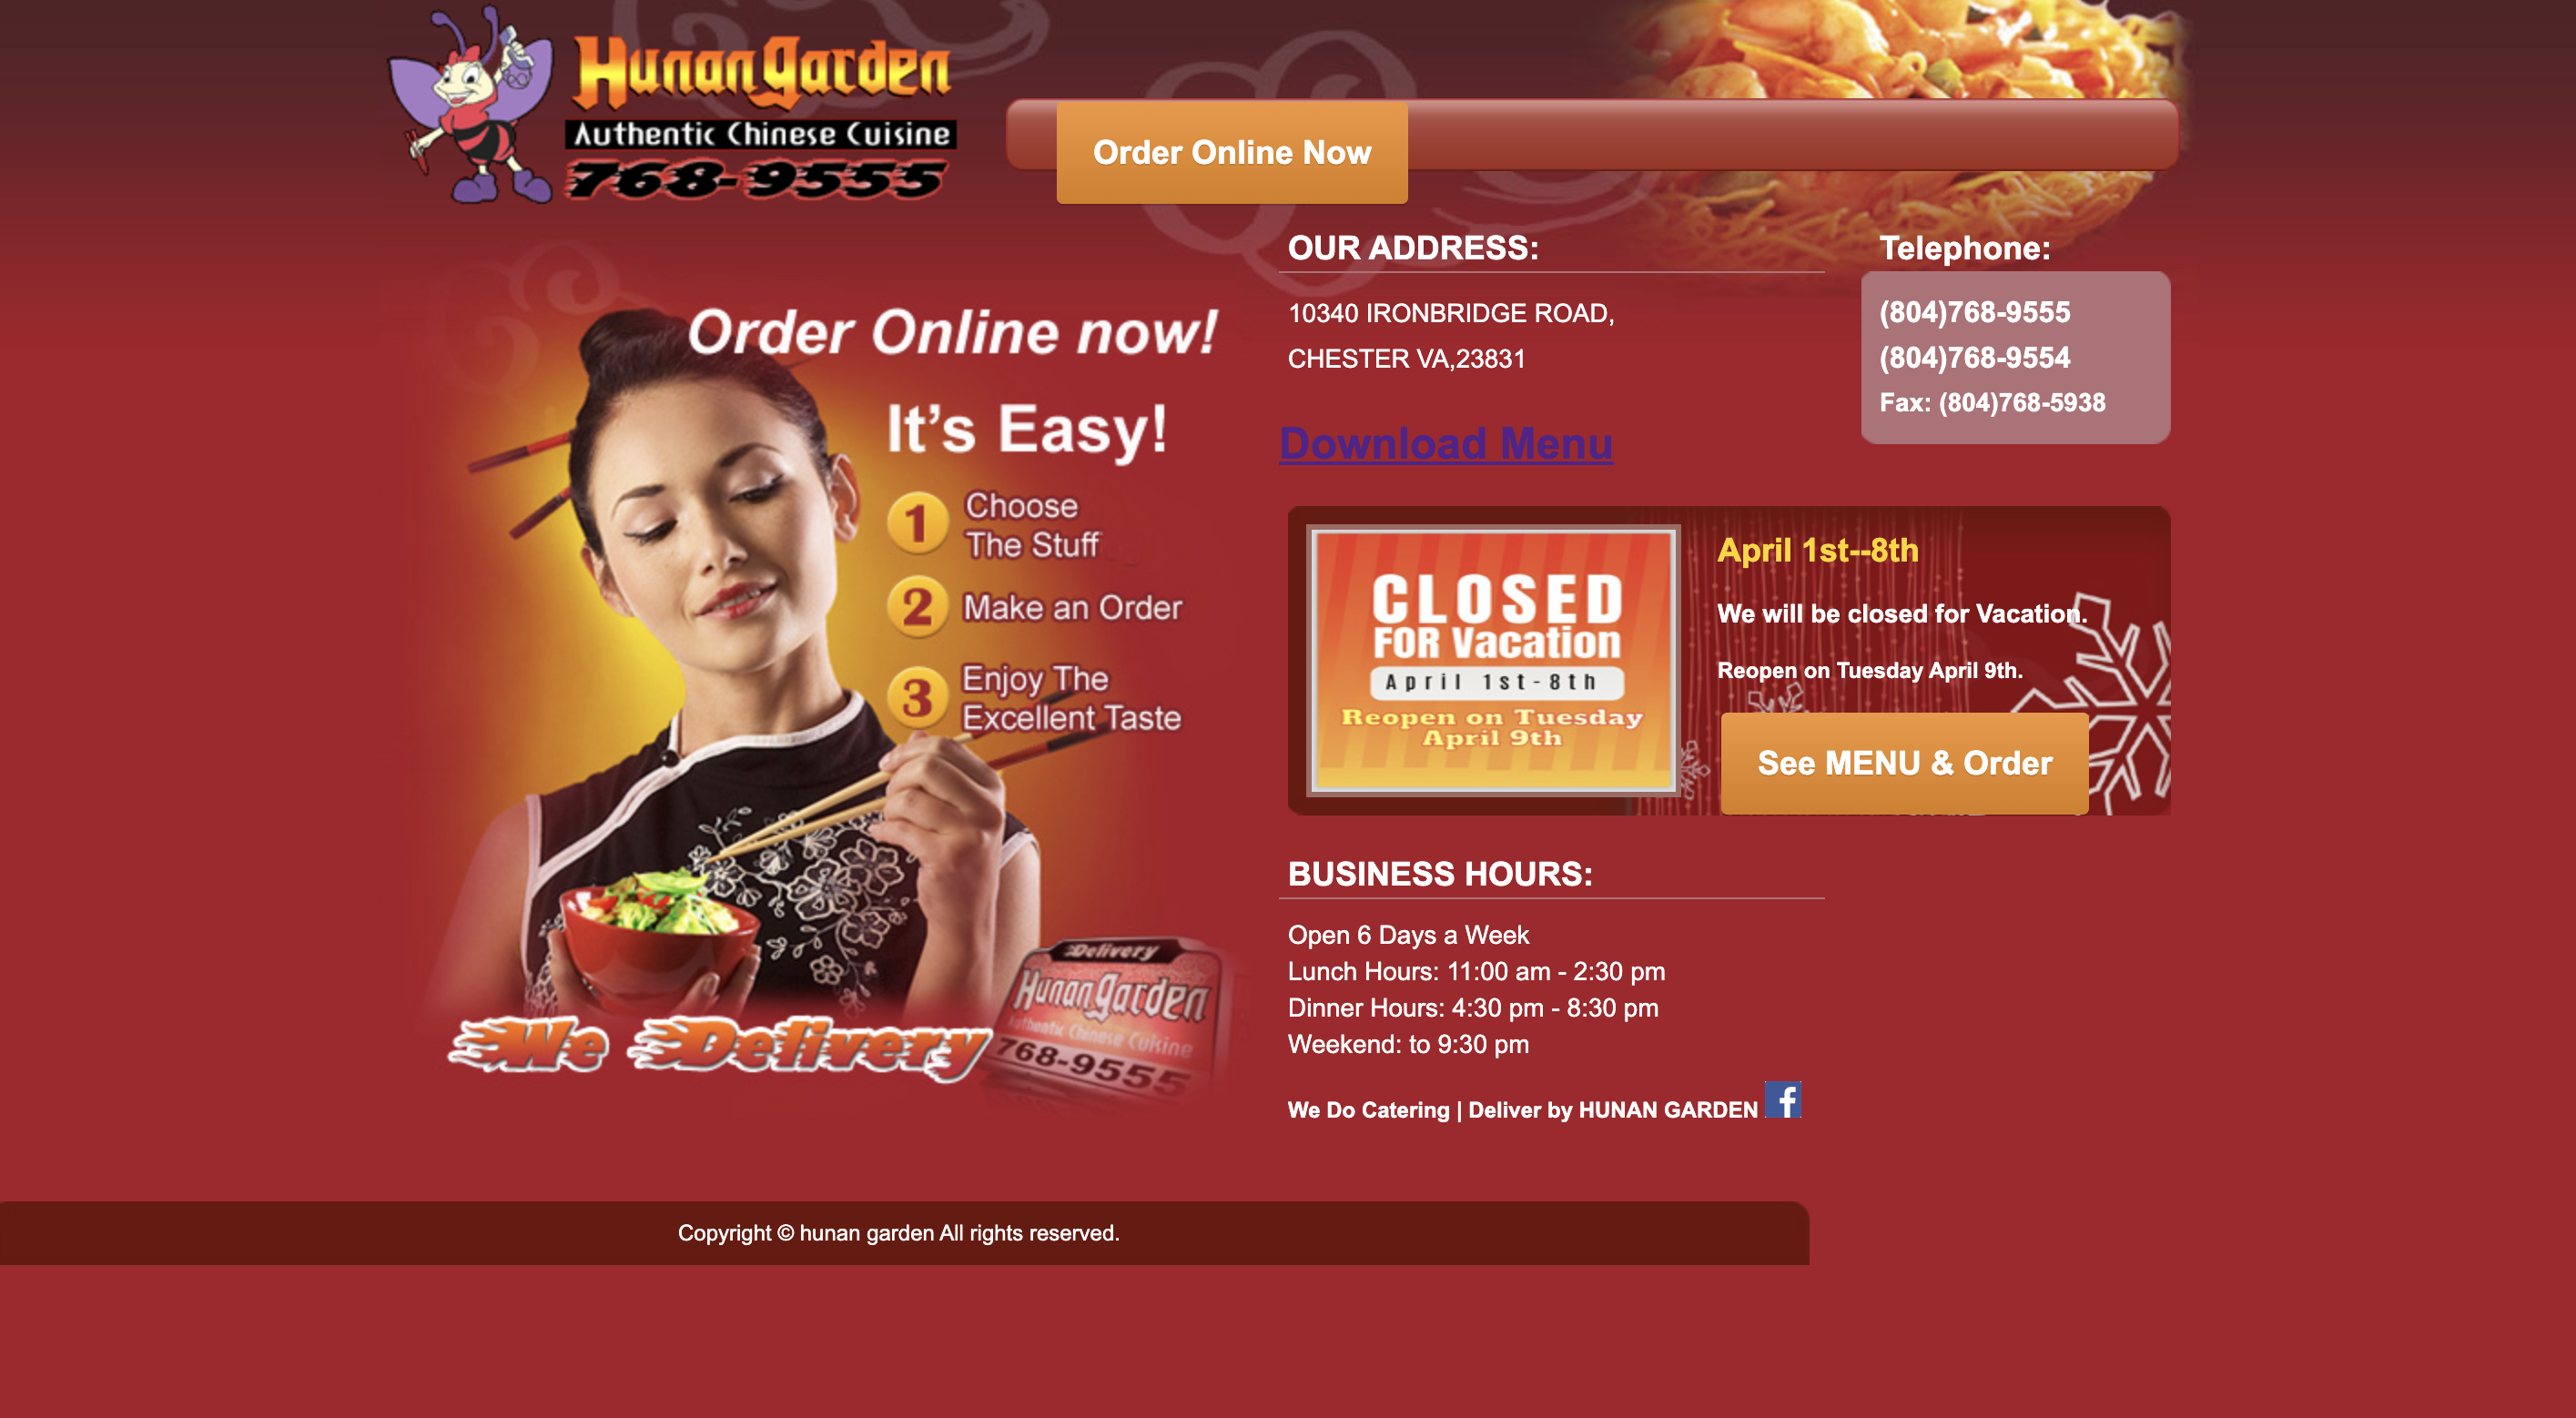 Hunan Garden
Authentic Chinese Cuisine
768-9555
Order Online Now
OUR ADDRESS:
10340 IRONBRIDGE ROAD,
CHESTER VA,23831
Telephone:
(804)768-9555
(804)768-9554
Fax: (804)768-5938
Download Menu
Order Online now!
It's Easy!
1 Choose
The Stuff
2 Make an Order
3 Enjoy The
Excellent Taste
We Delivery
Delivery
Hunan Garden
Authentic Chinese Cuisine
768-9555
CLOSED
FOR Vacation
April 1st-8th
Reopen on Tuesday
April 9th
April 1st--8th
We will be closed for Vacation.
Reopen on Tuesday April 9th.
See MENU & Order
BUSINESS HOURS:
Open 6 Days a Week
Lunch Hours: 11:00 am - 2:30 pm
Dinner Hours: 4:30 pm - 8:30 pm
Weekend: to 9:30 pm
We Do Catering | Deliver by HUNAN GARDEN f
Copyright © hunan garden All rights reserved.